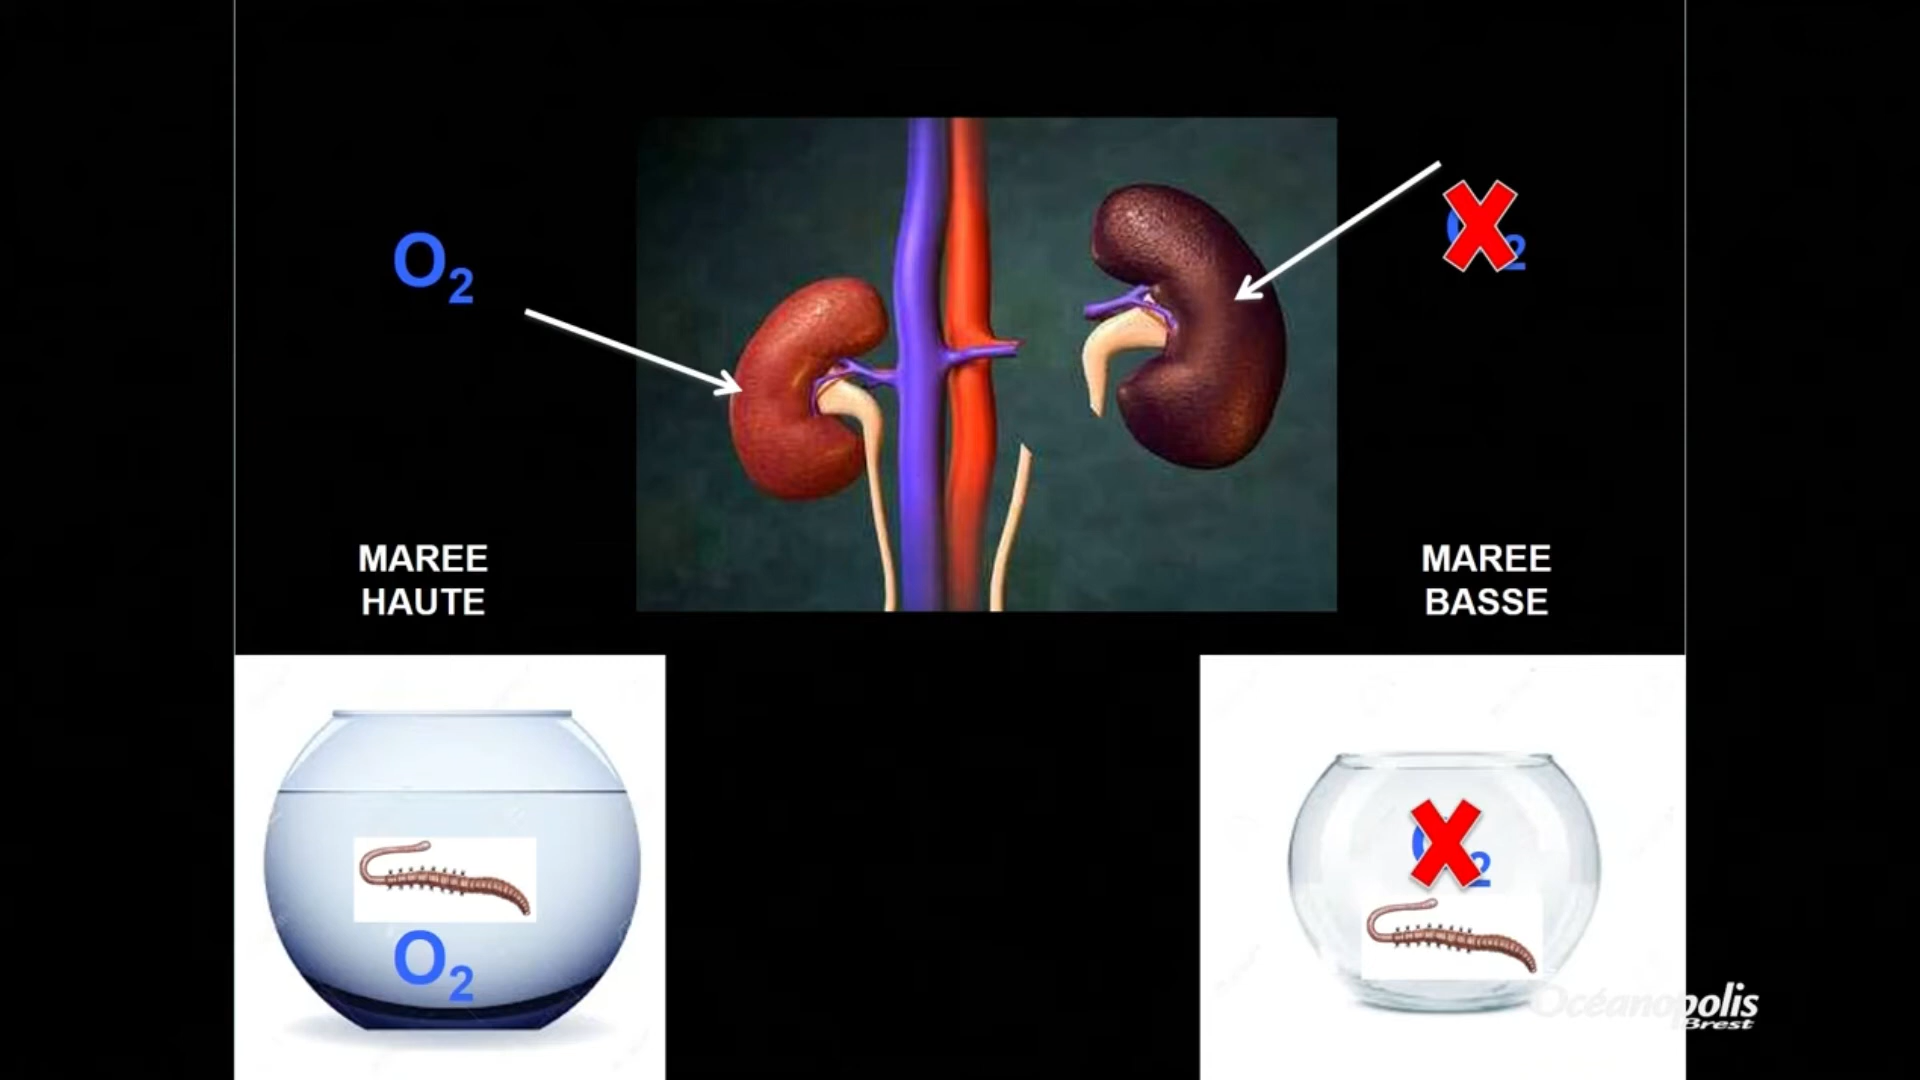 O2
O2
MAREE
HAUTE
MAREE
BASSE
O2
O2
Océanopolis
Brest